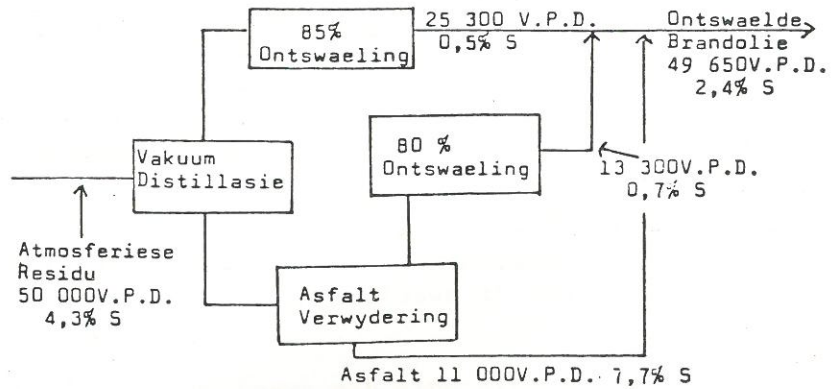 85%
Ontswaeling
25 300 V.P.D.
0,5% S
Ontswaelde
Brandolie
49 650V.P.D.
2,4% S
Vakuum
Distillasie
80 %
Ontswaeling
13 300V.P.D.
0,7% S
Atmosferiese
Residu
50 000V.P.D.
4,3% S
Asfalt
Verwydering
Asfalt 11 000V.P.D. 7,7% S